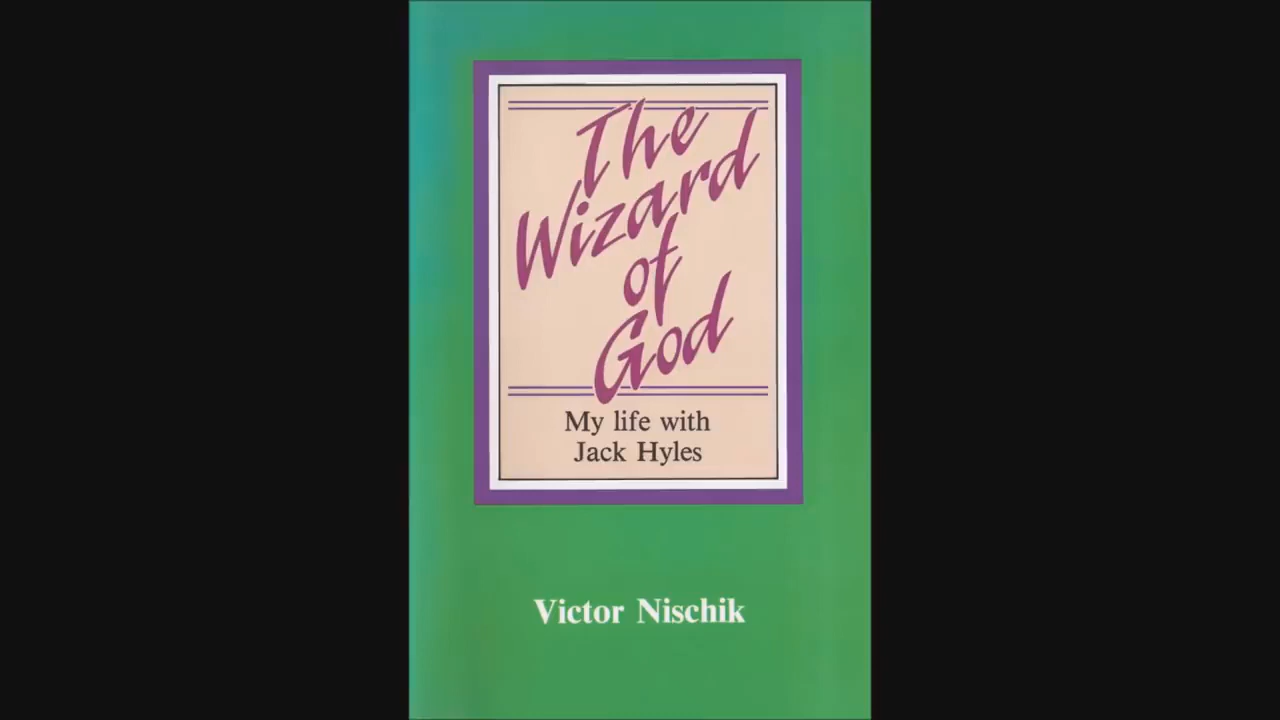 The
Wizard
of
God
My life with
Jack Hyles
Victor Nischik